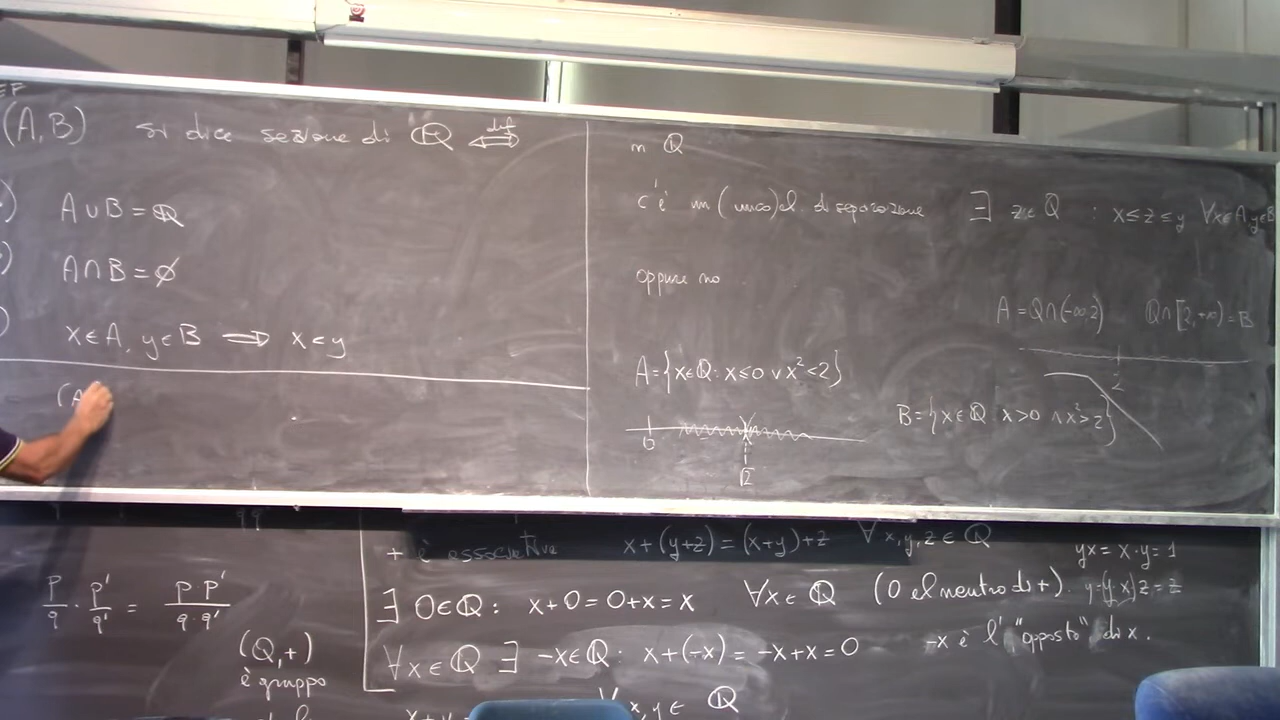 (A,B) si dice sezione di ℚ ⟺ def
A∪B=ℚ
A∩B=∅
x∈A, y∈B ⟹ x<y
(A
in ℚ
c'è un (unico) el. di separazione ∃ z∈ℚ : x≤z≤y ∀x∈A, y∈B
oppure no
A=ℚ∩(-∞,2) ℚ∩[2,+∞)=B
2
A={x∈ℚ: x≤0 ∨ x²<2}
B={x∈ℚ x>0 ∧ x²>2}
0
√2
p/q · p'/q' = p p'/q·q'
(ℚ,+)
è gruppo
+ è associativa x+(y+z)=(x+y)+z ∀x,y,z∈ℚ
∃ 0∈ℚ: x+0=0+x=x ∀x∈ℚ (0 el neutro di +).
∀x∈ℚ ∃ -x∈ℚ: x+(-x)=-x+x=0 -x è l'"opposto" di x.
∀x,y∈ ℚ
yx=x·y=1